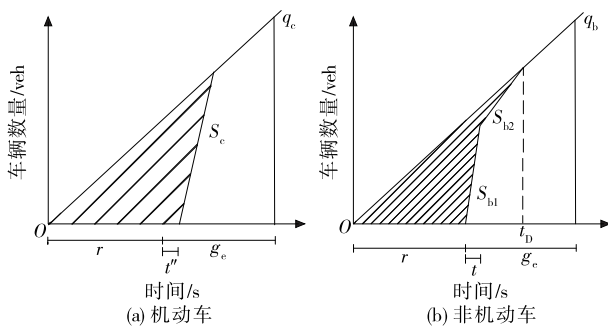 车辆数量/veh
q_c
S_c
O
r
t″
g_e
时间/s
(a) 机动车
车辆数量/veh
q_b
S_b2
S_b1
O
t_D
r
t
g_e
时间/s
(b) 非机动车